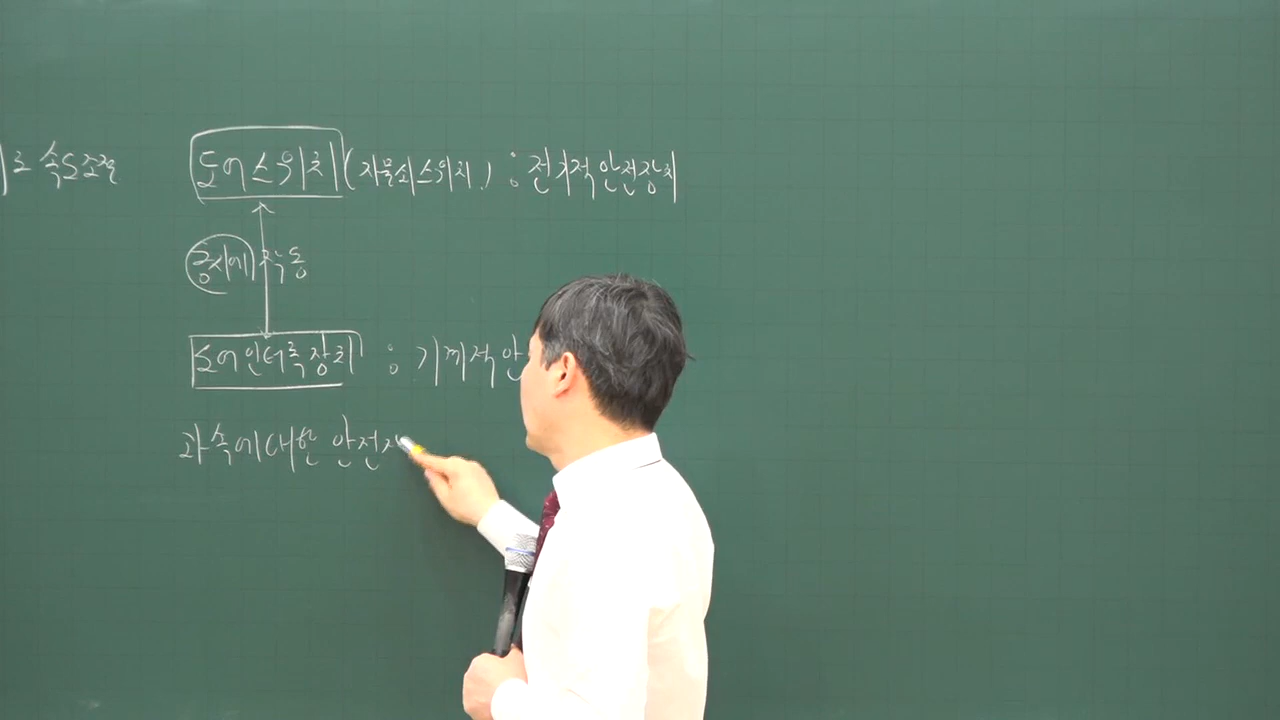 로 속도조절
도어스위치 (자물쇠스위치) : 전기적안전장치
동시에 작동
도어인터록장치 : 기계적안
과속에대한 안전자